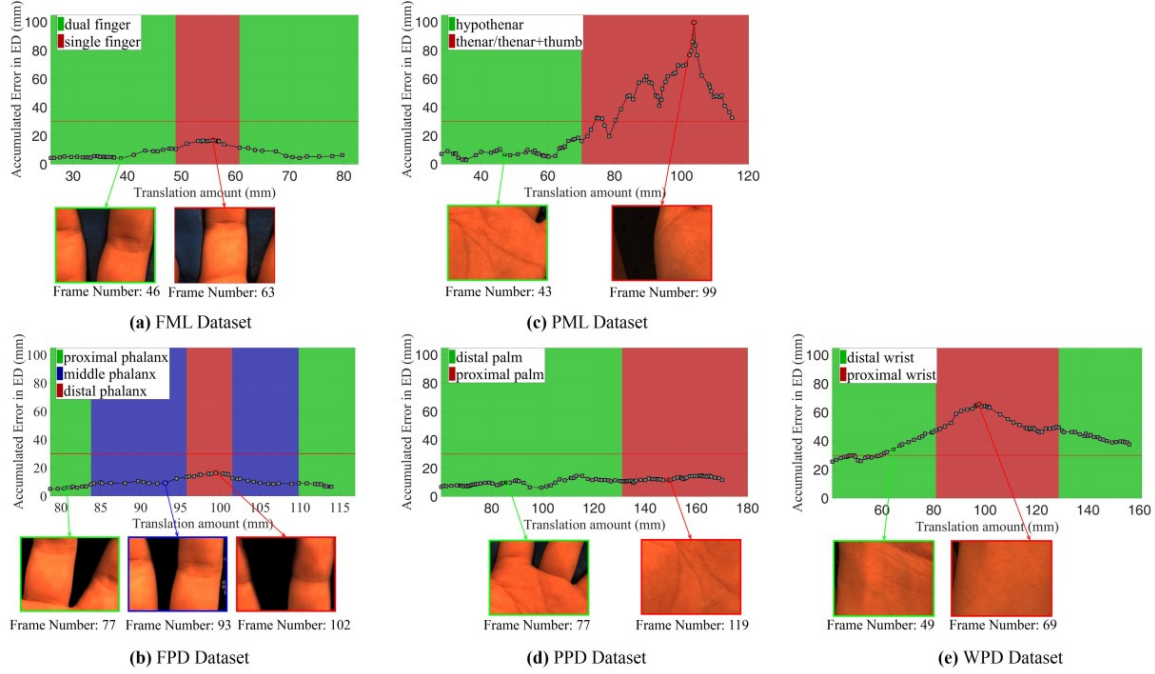 Accumulated Error in ED (mm)
100
80
60
40
20
0
dual finger
single finger
30 40 50 60 70 80
Translation amount (mm)
Frame Number: 46
Frame Number: 63
(a) FML Dataset
Accumulated Error in ED (mm)
100
80
60
40
20
0
hypothenar
thenar/thenar+thumb
40 60 80 100 120
Translation amount (mm)
Frame Number: 43
Frame Number: 99
(c) PML Dataset
Accumulated Error in ED (mm)
100
80
60
40
20
0
proximal phalanx
middle phalanx
distal phalanx
80 85 90 95 100 105 110 115
Translation amount (mm)
Frame Number: 77
Frame Number: 93
Frame Number: 102
(b) FPD Dataset
Accumulated Error in ED (mm)
100
80
60
40
20
0
distal palm
proximal palm
80 100 120 140 160 180
Translation amount (mm)
Frame Number: 77
Frame Number: 119
(d) PPD Dataset
Accumulated Error in ED (mm)
100
80
60
40
20
0
distal wrist
proximal wrist
60 80 100 120 140 160
Translation amount (mm)
Frame Number: 49
Frame Number: 69
(e) WPD Dataset